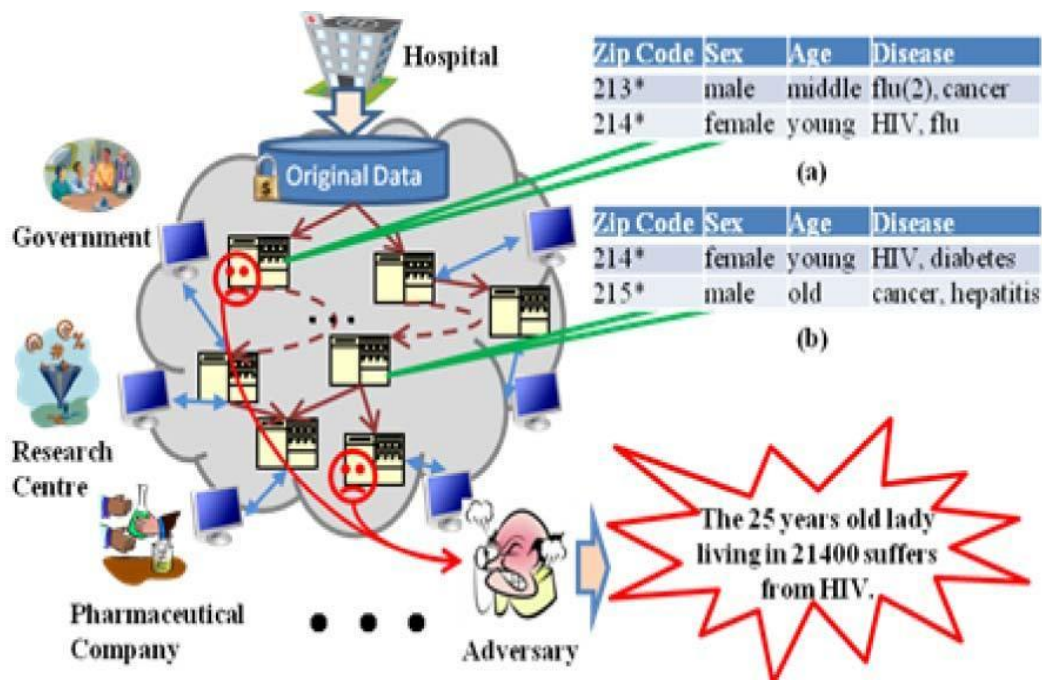 Hospital
Zip Code Sex Age Disease
213* male middle flu(2), cancer
214* female young HIV, flu
(a)
Original Data
$
Government
Zip Code Sex Age Disease
214* female young HIV, diabetes
215* male old cancer, hepatitis
(b)
Research
Centre
The 25 years old lady
living in 21400 suffers
from HIV.
Pharmaceutical
Company
Adversary